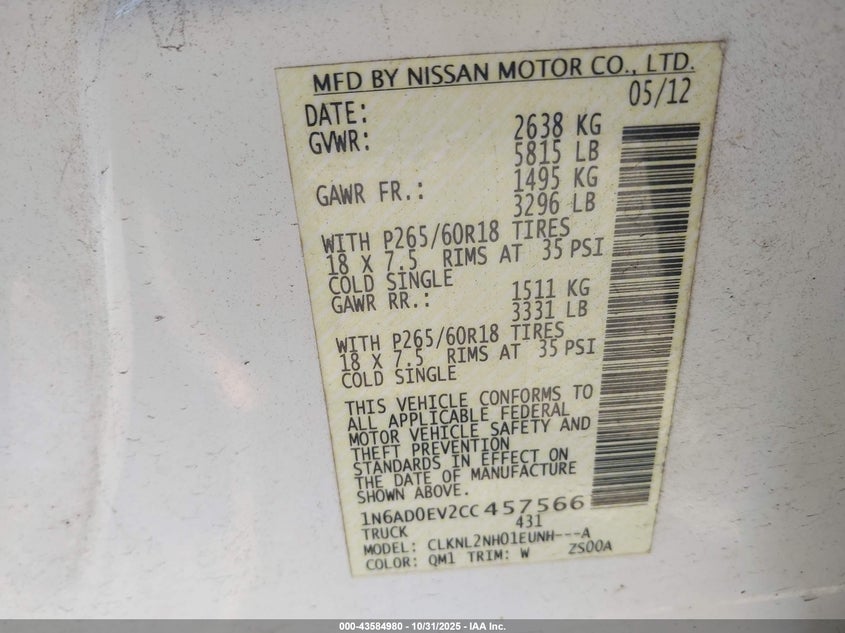 MFD BY NISSAN MOTOR CO., LTD.
DATE: 05/12
GVWR: 2638 KG
5815 LB
GAWR FR.: 1495 KG
3296 LB
WITH P265/60R18 TIRES
18 X 7.5 RIMS AT 35 PSI
COLD SINGLE
GAWR RR.: 1511 KG
3331 LB
WITH P265/60R18 TIRES
18 X 7.5 RIMS AT 35 PSI
COLD SINGLE
THIS VEHICLE CONFORMS TO
ALL APPLICABLE FEDERAL
MOTOR VEHICLE SAFETY AND
THEFT PREVENTION
STANDARDS IN EFFECT ON
THE DATE OF MANUFACTURE
SHOWN ABOVE.
1N6AD0EV2CC457566
TRUCK 431
MODEL: CLKNL2NH01EUNH---A
COLOR: QM1 TRIM: W ZS00A
000-43584980 - 10/31/2025 - IAA Inc.